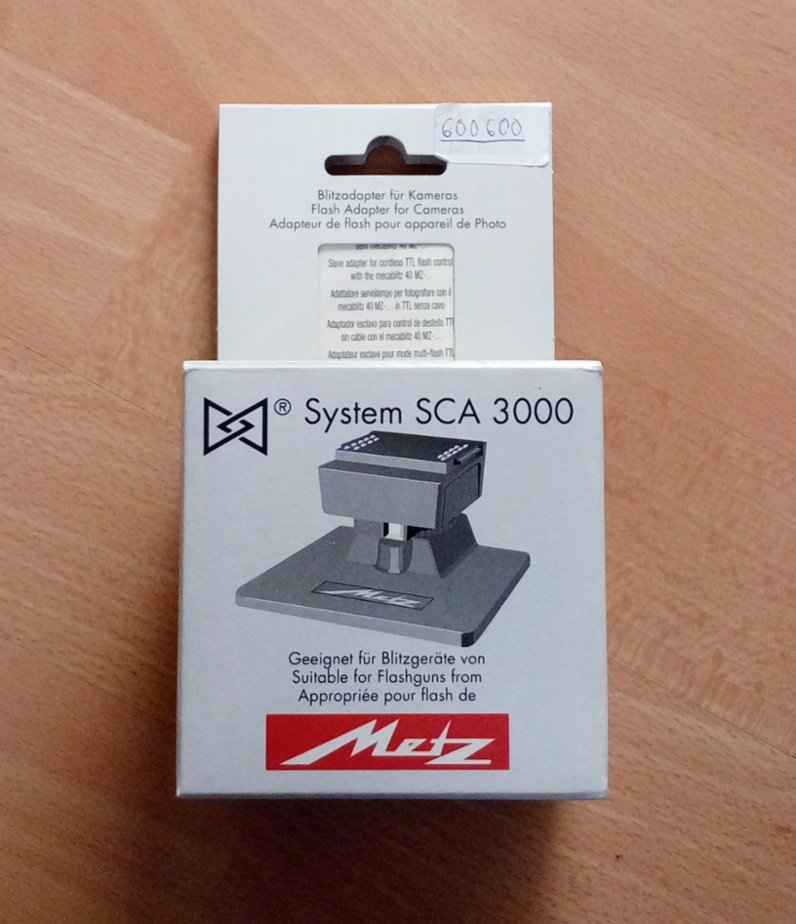 600 600
Blitzadapter für Kameras
Flash Adapter for Cameras
Adapteur de flash pour appareil de Photo
dem mecablitz 40 MZ-...
Slave adapter for cordless TTL flash control
with the mecablitz 40 MZ-...
Adattatore servolampo per fotografare con il
mecablitz 40 MZ-... in TTL senza cavo
Adaptador esclavo para control de destello TTL
sin cable con el mecablitz 40 MZ-...
Adaptateur esclave pour mode multi-flash TTL
® System SCA 3000
Metz
Geeignet für Blitzgeräte von
Suitable for Flashguns from
Appropriée pour flash de
Metz